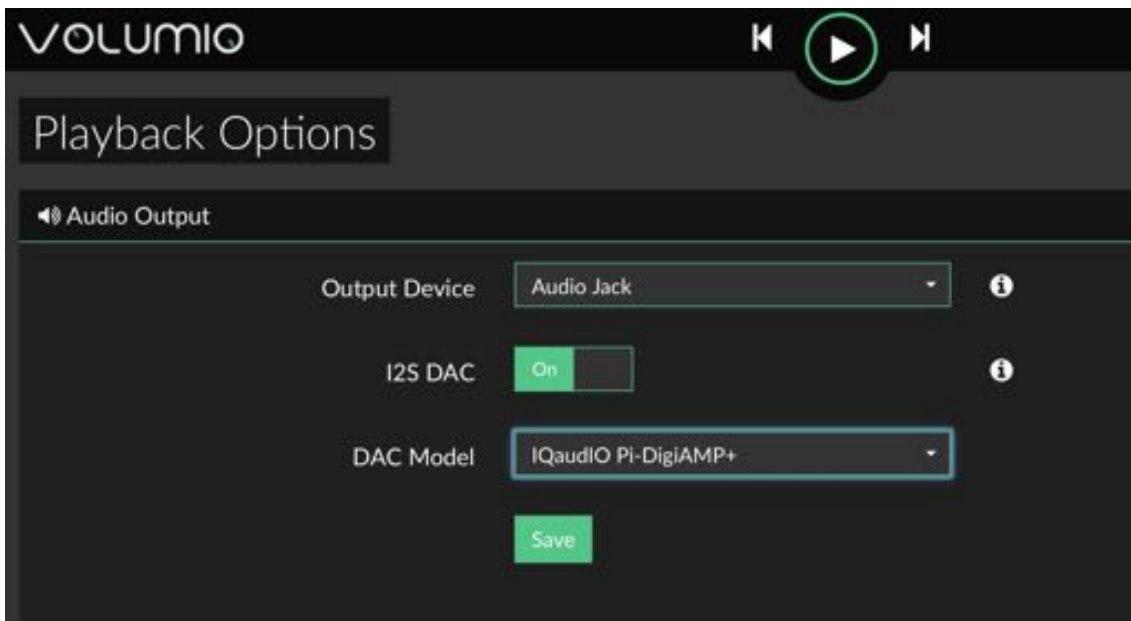 VOLUMIO
Playback Options
Audio Output
Output Device Audio Jack
I2S DAC On
DAC Model IQaudIO Pi-DigiAMP+
Save